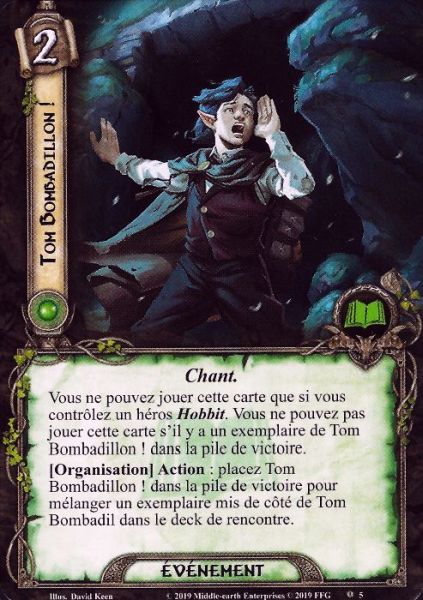 2
TOM BOMBADILLON !
Chant.
Vous ne pouvez jouer cette carte que si vous
contrôlez un héros Hobbit. Vous ne pouvez pas
jouer cette carte s'il y a un exemplaire de Tom
Bombadillon ! dans la pile de victoire.
[Organisation] Action : placez Tom
Bombadillon ! dans la pile de victoire pour
mélanger un exemplaire mis de côté de Tom
Bombadil dans le deck de rencontre.
ÉVÉNEMENT
Illus. David Keen © 2019 Middle-earth Enterprises © 2019 FFG 5